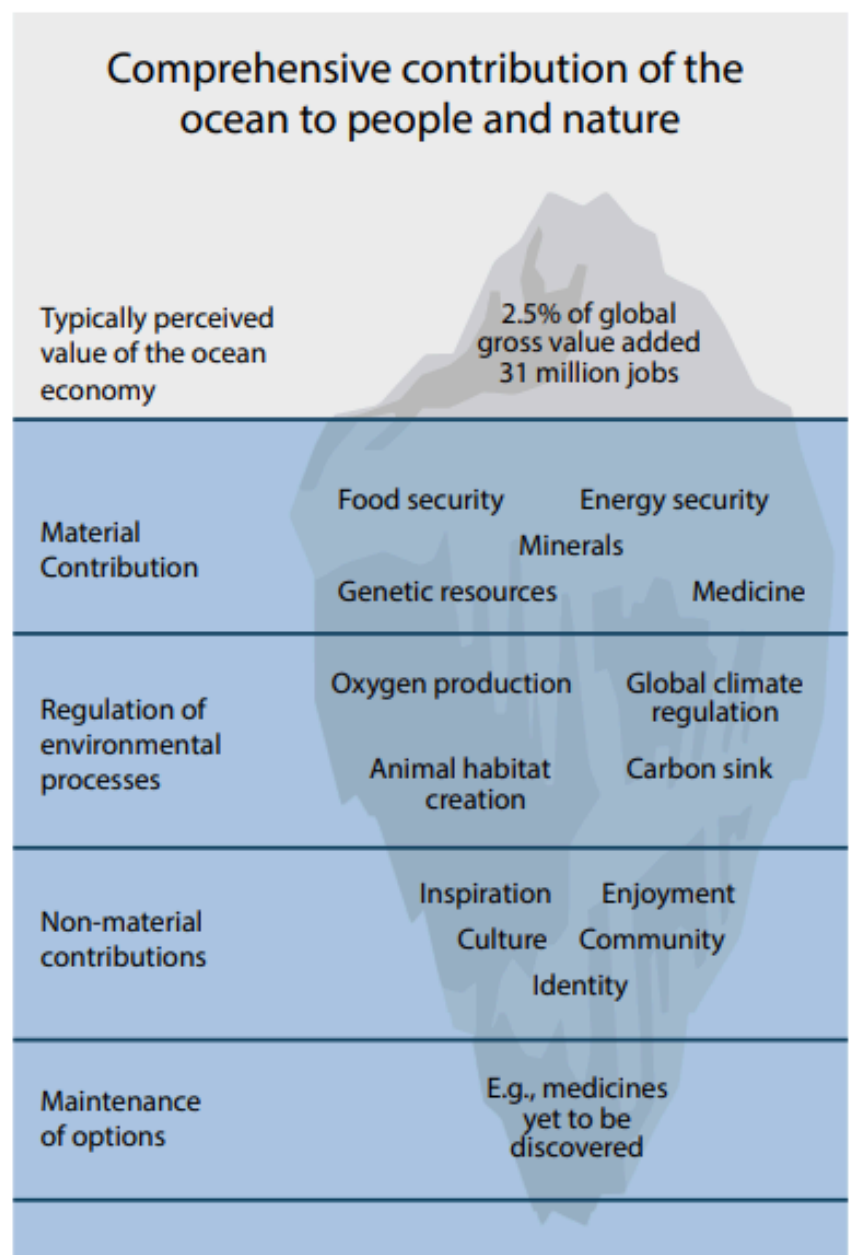 Comprehensive contribution of the
ocean to people and nature
Typically perceived
value of the ocean
economy
2.5% of global
gross value added
31 million jobs
Material
Contribution
Food security
Energy security
Minerals
Genetic resources
Medicine
Regulation of
environmental
processes
Oxygen production
Global climate
regulation
Animal habitat
creation
Carbon sink
Non-material
contributions
Inspiration
Enjoyment
Culture
Community
Identity
Maintenance
of options
E.g., medicines
yet to be
discovered